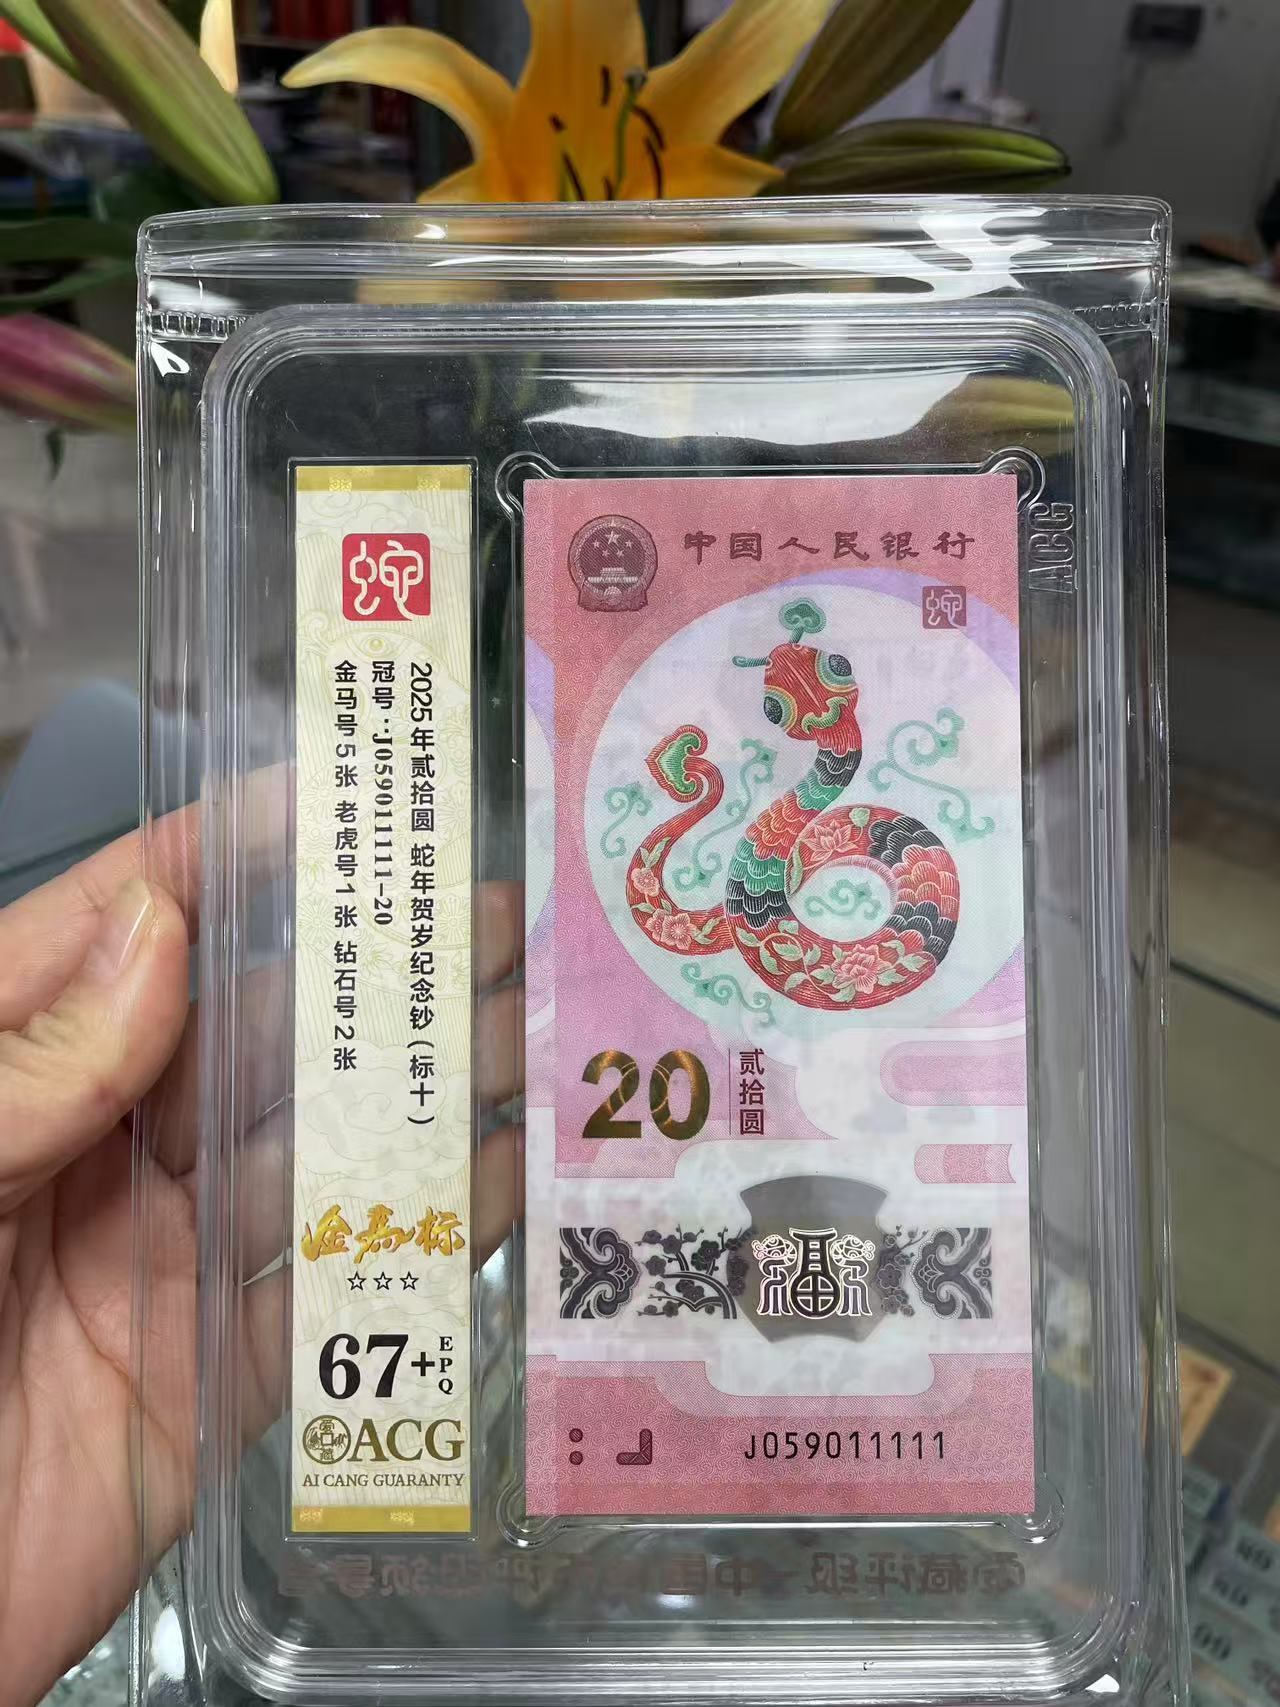 蛇
2025年贰拾圆 蛇年贺岁纪念钞（标十）
冠号：J059011111-20
金马号5张 老虎号1张 钻石号2张
金马标
☆☆☆
67+
EPQ
ACG
AI CANG GUARANTY
中国人民银行
蛇
20
贰拾圆
J059011111
ACG